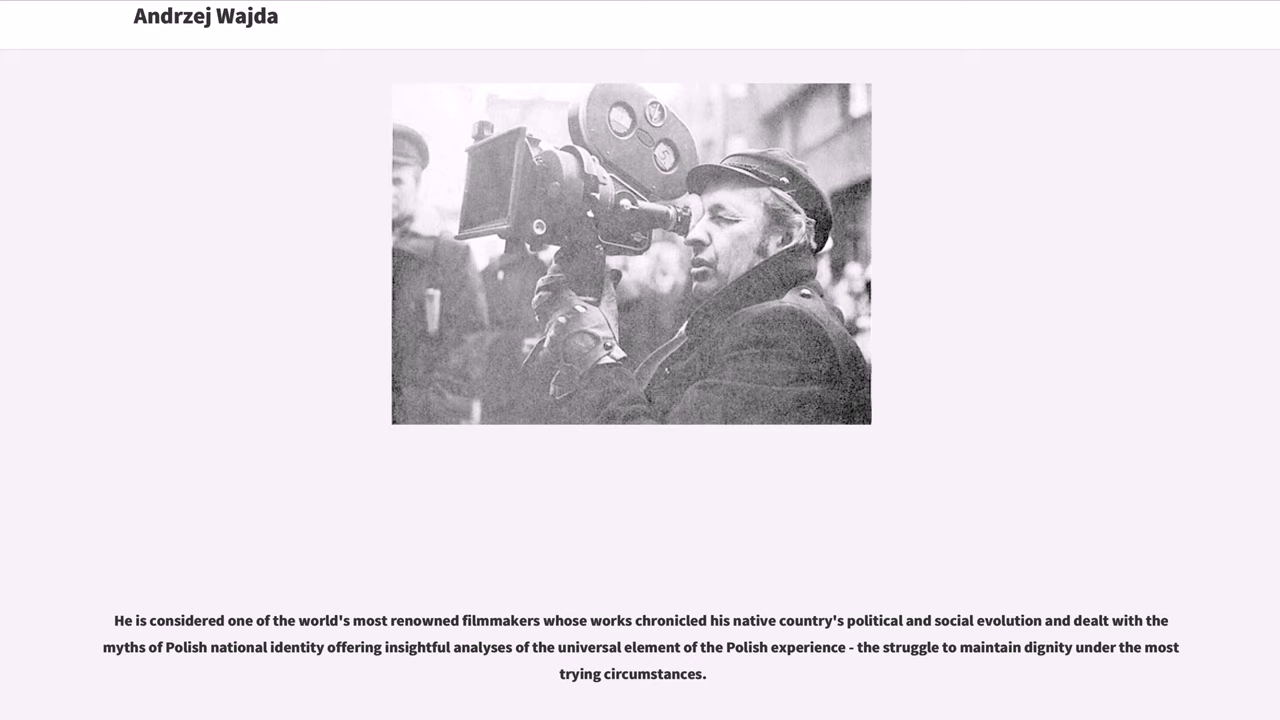 Andrzej Wajda
He is considered one of the world's most renowned filmmakers whose works chronicled his native country's political and social evolution and dealt with the
myths of Polish national identity offering insightful analyses of the universal element of the Polish experience - the struggle to maintain dignity under the most
trying circumstances.